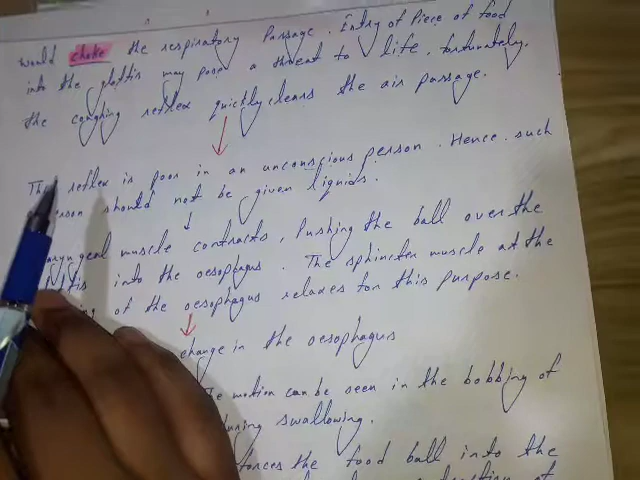 would choke the respiratory Passage. Entry of Piece of food
into the glottis may pose a threat to life, fortunately,
the coughing reflex quickly clears the air passage.
This reflex is poor in an unconscious person. Hence such
person should not be given liquids.
muscle contracts, Pushing the ball over the
into the oesophagus. The sphincter muscle at the
of the oesophagus relaxes for this purpose.
change in the oesophagus
motion can be seen in the bobbing of
swallowing.
the food ball into the